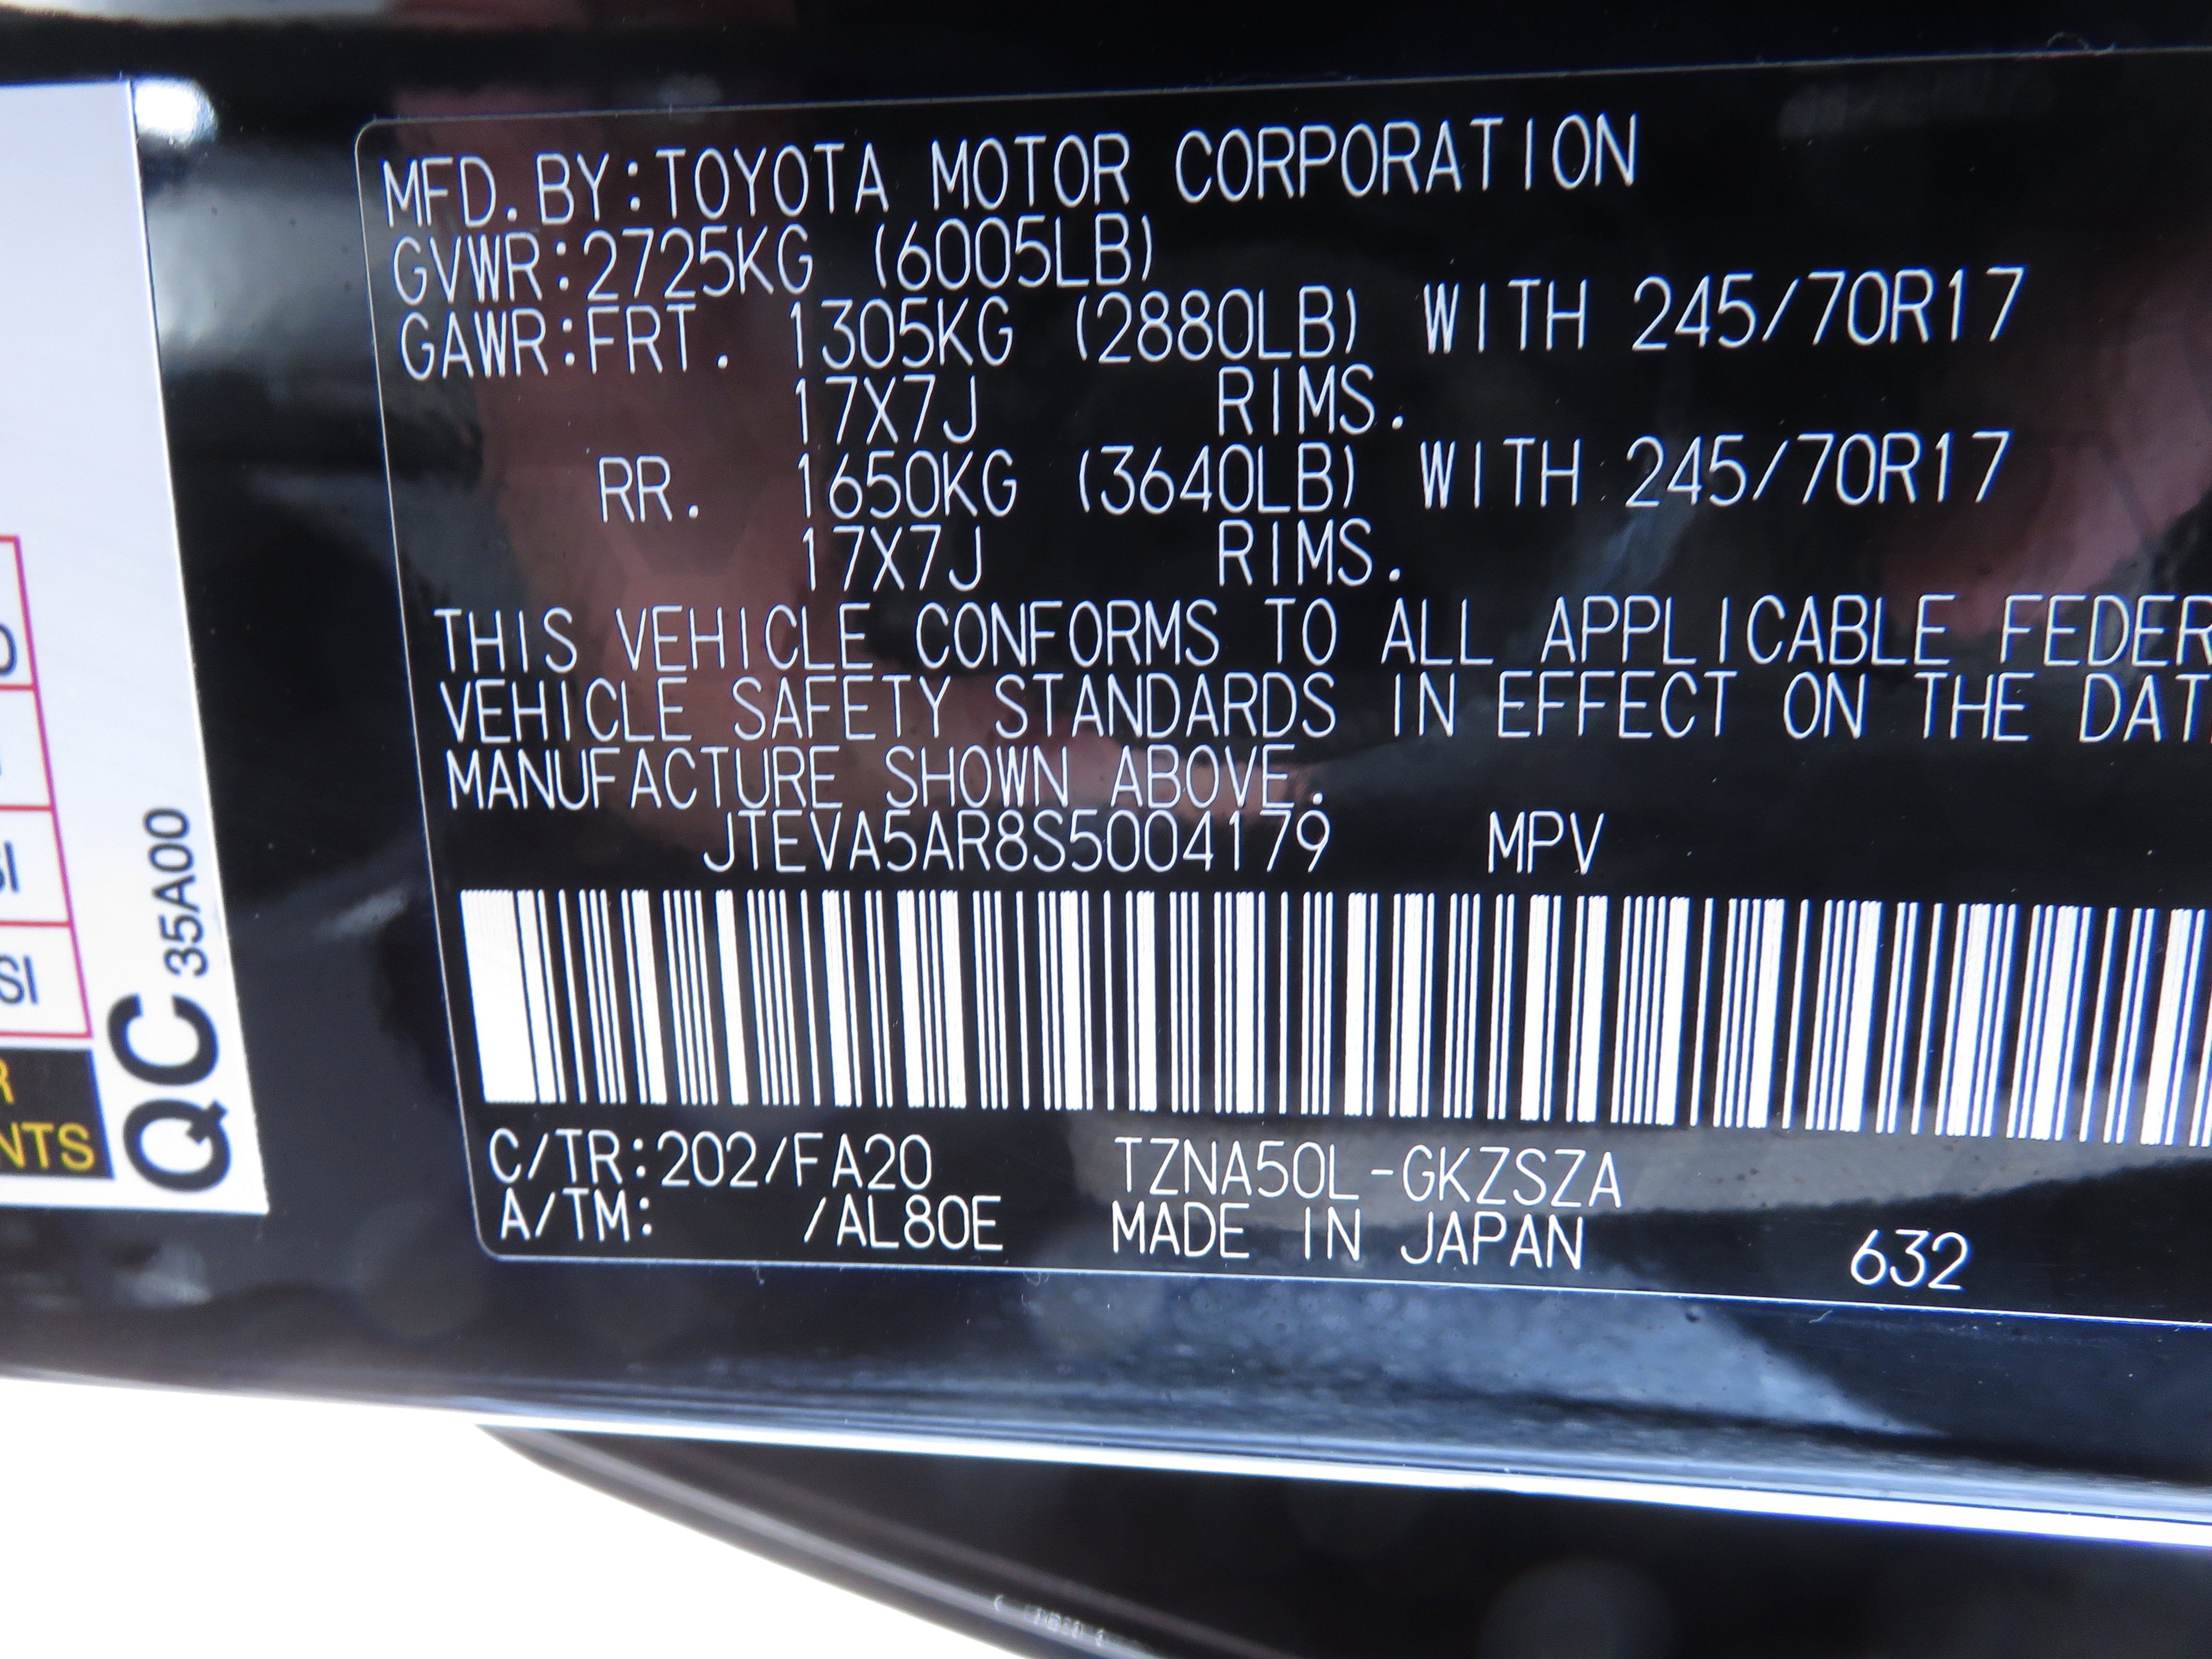 MFD. BY:TOYOTA MOTOR CORPORATION
GVWR:2725KG (6005LB)
GAWR:FRT. 1305KG (2880LB) WITH 245/70R17
17X7J RIMS.
RR. 1650KG (3640LB) WITH 245/70R17
17X7J RIMS.
THIS VEHICLE CONFORMS TO ALL APPLICABLE FEDER
VEHICLE SAFETY STANDARDS IN EFFECT ON THE DAT
MANUFACTURE SHOWN ABOVE.
JTEVA5AR8S5004179 MPV
C/TR:202/FA20 TZNA50L-GKZSZA
A/TM: /AL80E MADE IN JAPAN 632
QC 35A00
SI
SI
R
NTS